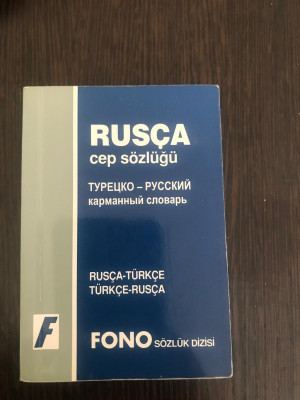 RUSÇA
cep sözlüğü
ТУРЕЦКО – РУССКИЙ
карманный словарь
RUSÇA-TÜRKÇE
TÜRKÇE-RUSÇA
F
FONO SÖZLÜK DİZİSİ